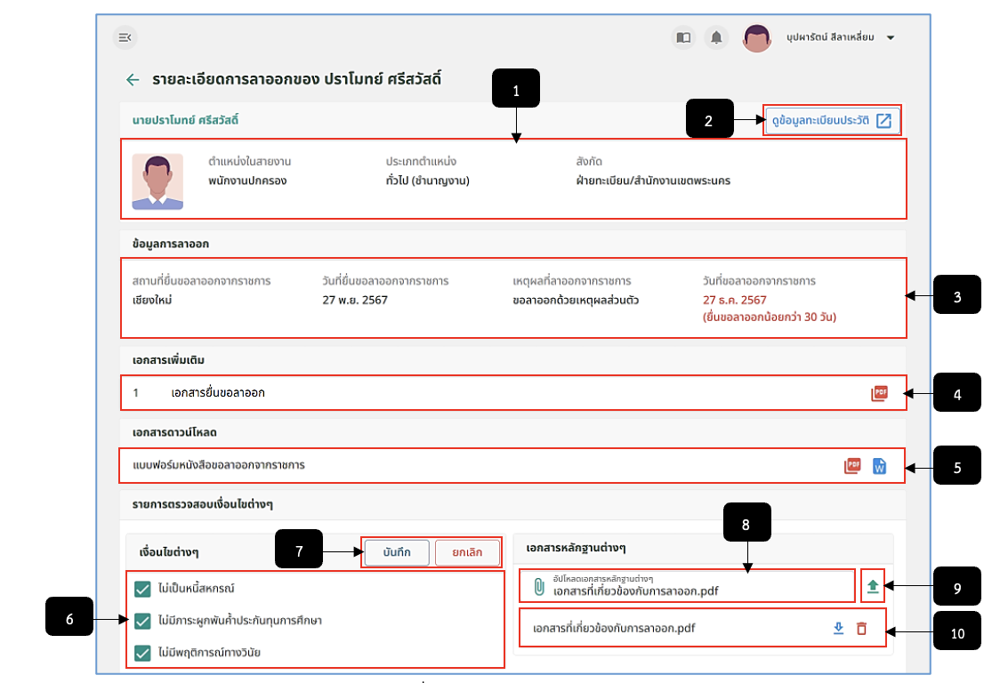 บุปผารัตน์ สีลาเหลี่ยม
รายละเอียดการลาออกของ ปราโมทย์ ศรีสวัสดิ์
1
นายปราโมทย์ ศรีสวัสดิ์
2
ดูข้อมูลทะเบียนประวัติ
ตำแหน่งในสายงาน ประเภทตำแหน่ง สังกัด
พนักงานปกครอง ทั่วไป (ชำนาญงาน) ฝ่ายทะเบียน/สำนักงานเขตพระนคร
ข้อมูลการลาออก
สถานที่ยื่นขอลาออกจากราชการ วันที่ยื่นขอลาออกจากราชการ เหตุผลที่ลาออกจากราชการ วันที่ขอลาออกจากราชการ
เชียงใหม่ 27 พ.ย. 2567 ขอลาออกด้วยเหตุผลส่วนตัว 27 ธ.ค. 2567
(ยื่นขอลาออกน้อยกว่า 30 วัน)
3
เอกสารเพิ่มเติม
1 เอกสารยื่นขอลาออก PDF
4
เอกสารดาวน์โหลด
แบบฟอร์มหนังสือขอลาออกจากราชการ PDF W
5
รายการตรวจสอบเงื่อนไขต่างๆ
เงื่อนไขต่างๆ
7
บันทึก ยกเลิก
ไม่เป็นหนี้สหกรณ์
ไม่มีภาระผูกพันค้ำประกันทุนการศึกษา
ไม่มีพฤติการณ์ทางวินัย
6
8
เอกสารหลักฐานต่างๆ
อัปโหลดเอกสารหลักฐานต่างๆ
เอกสารที่เกี่ยวข้องกับการลาออก.pdf
9
เอกสารที่เกี่ยวข้องกับการลาออก.pdf
10